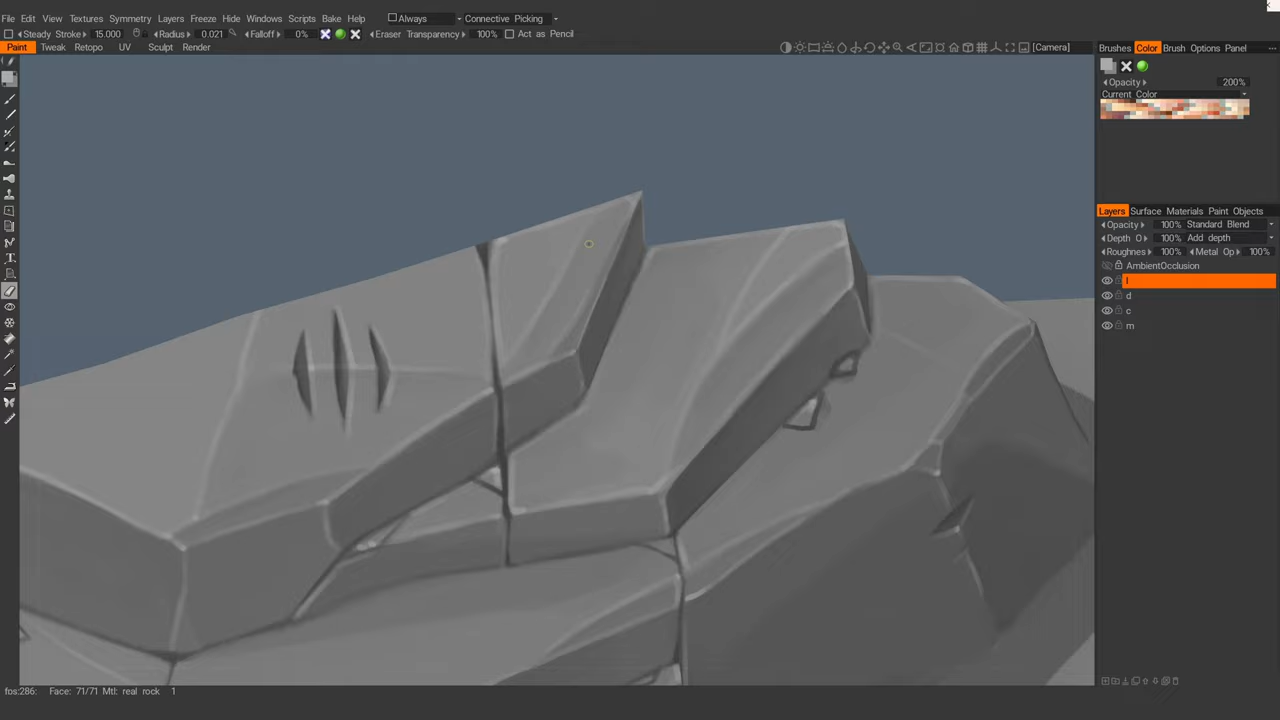 File Edit View Textures Symmetry Layers Freeze Hide Windows Scripts Bake Help Always Connective Picking
Steady Stroke 15.000 Radius 0.021 Falloff 0% Eraser Transparency 100% Act as Pencil
Paint Tweak Retopo UV Sculpt Render [Camera]
Brushes Color Brush Options Panel
Opacity 200%
Current Color
Layers Surface Materials Paint Objects
Opacity 100% Standard Blend
Depth O 100% Add depth
Roughness 100% Metal Op 100%
AmbientOcclusion
l
d
c
m
fps:286; Face: 71/71 Mtl: real rock 1